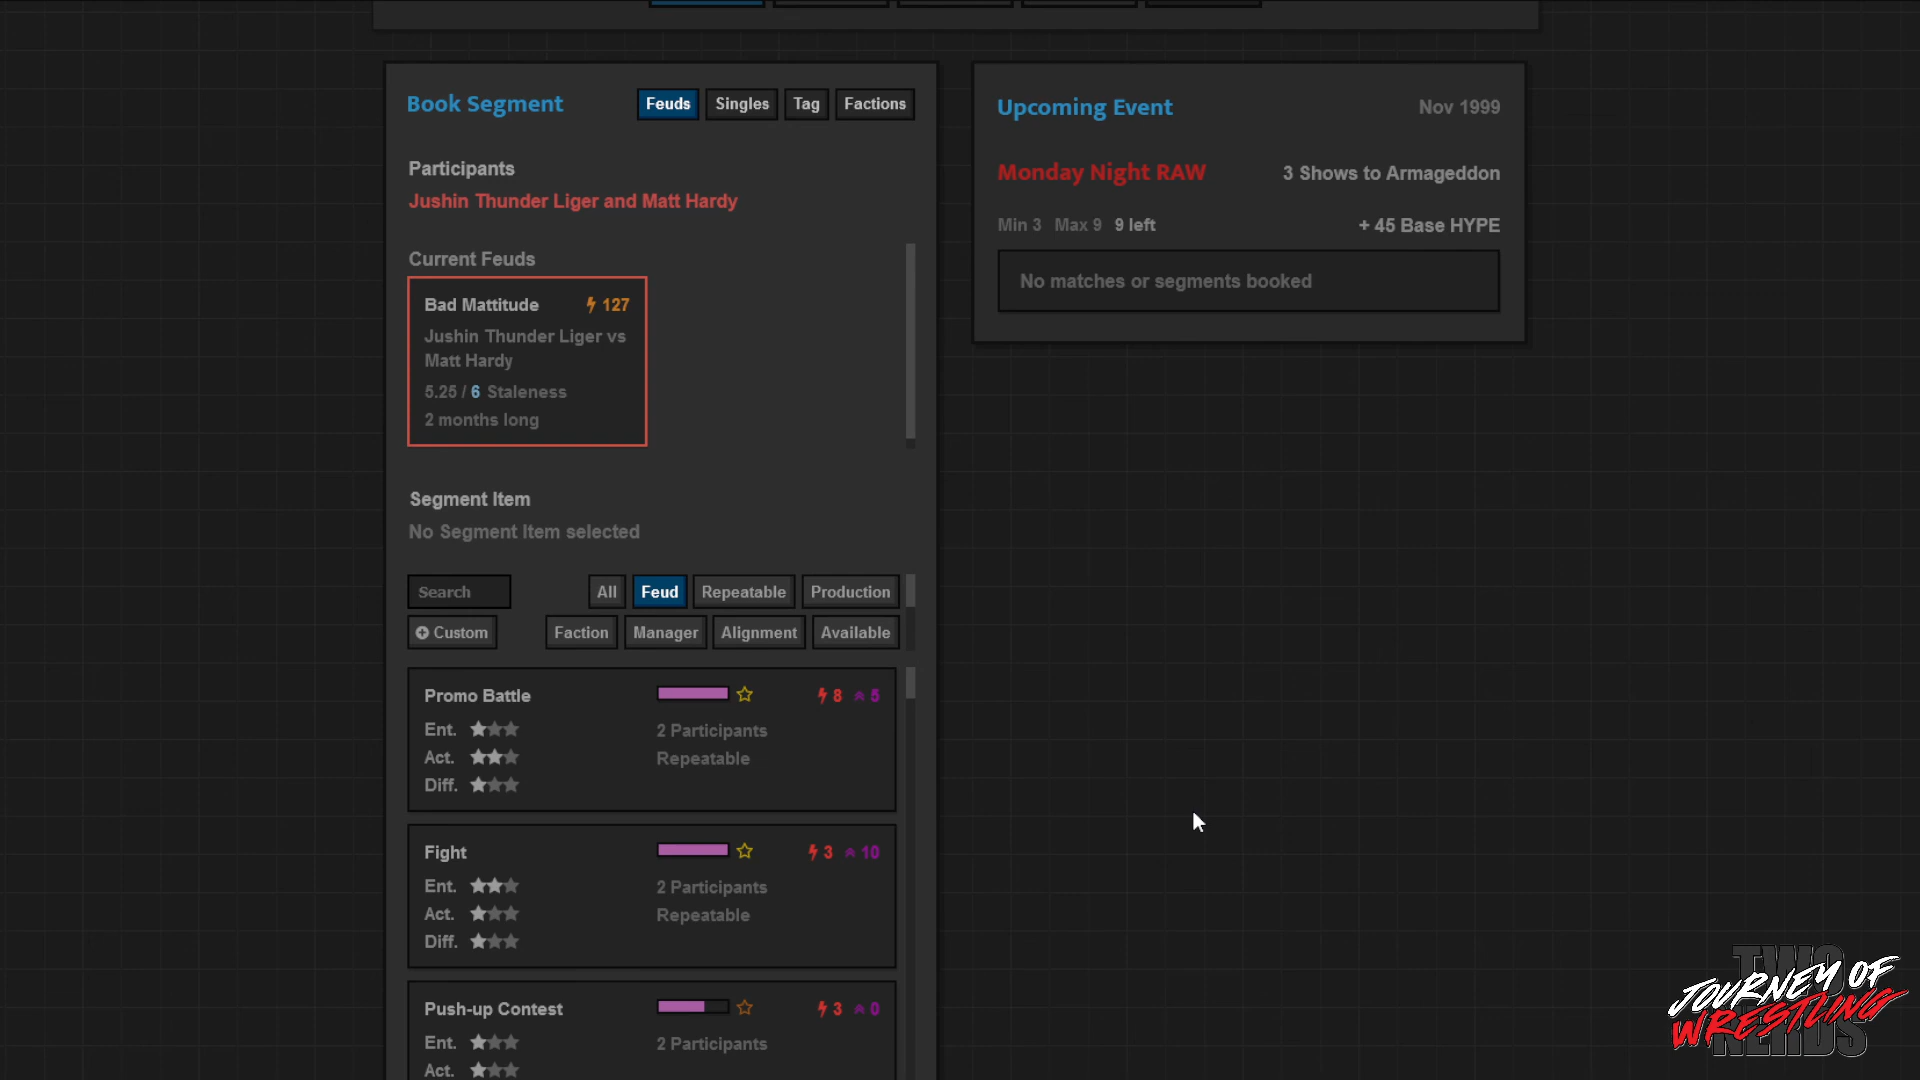 Book Segment
Feuds Singles Tag Factions
Participants
Jushin Thunder Liger and Matt Hardy
Current Feuds
Bad Mattitude 127
Jushin Thunder Liger vs
Matt Hardy
5.25 / 6 Staleness
2 months long
Segment Item
No Segment Item selected
Search All Feud Repeatable Production
Custom Faction Manager Alignment Available
Promo Battle 8 5
Ent. 2 Participants
Act. Repeatable
Diff.
Fight 3 10
Ent. 2 Participants
Act. Repeatable
Diff.
Push-up Contest 3 0
Ent. 2 Participants
Act.
Upcoming Event Nov 1999
Monday Night RAW 3 Shows to Armageddon
Min 3 Max 9 9 left + 45 Base HYPE
No matches or segments booked
TWO
JOURNEY OF
WRESTLING
NERDS